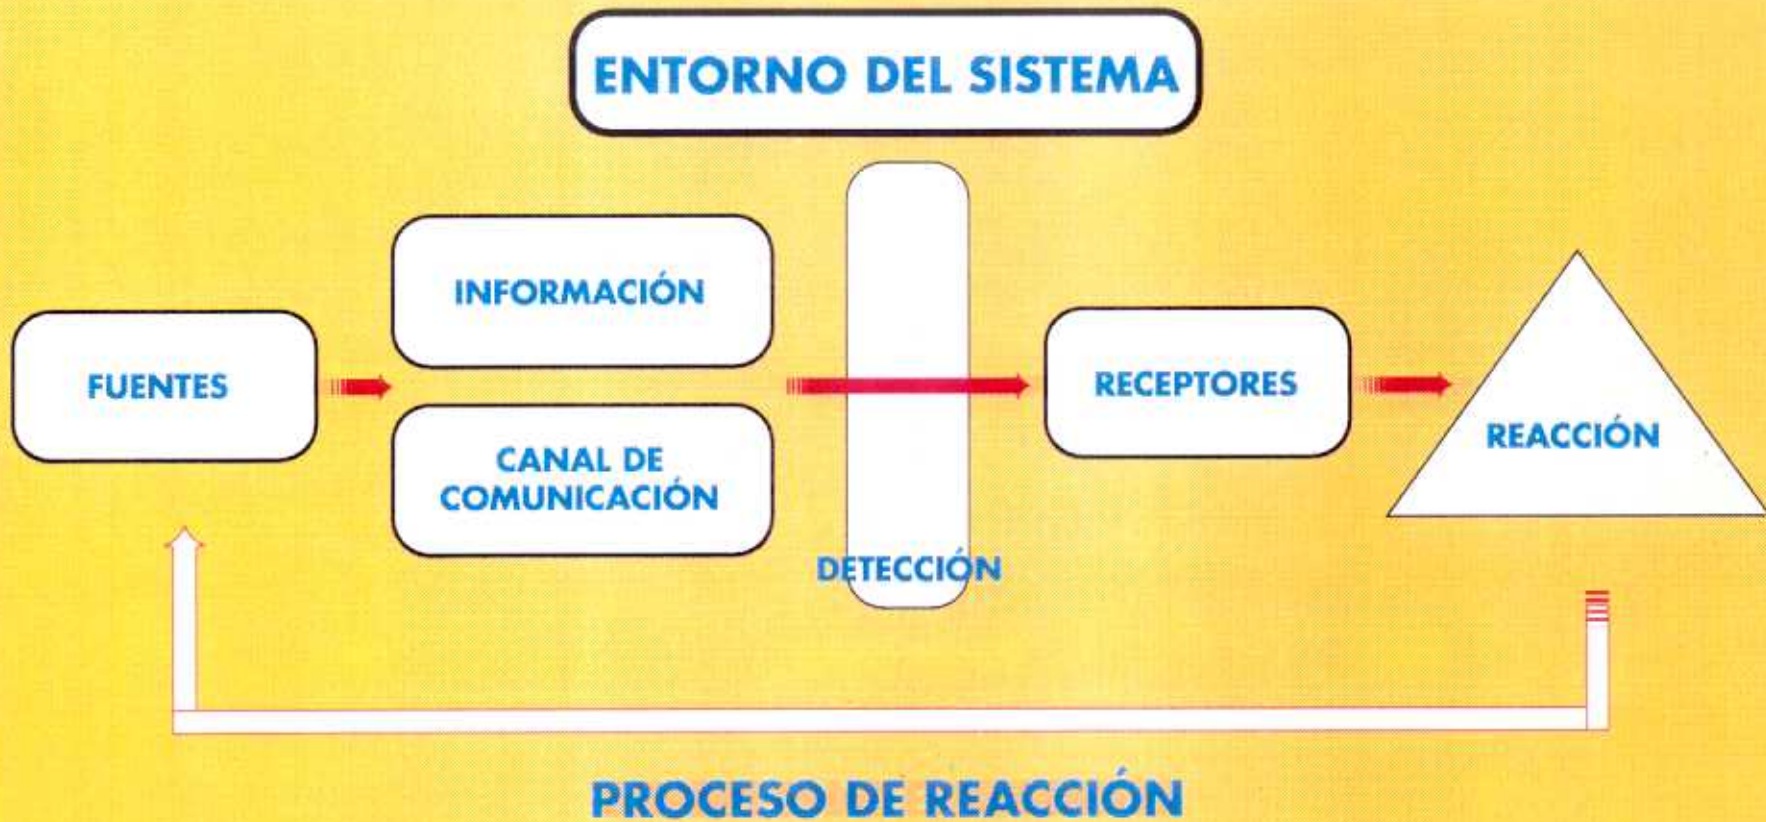 ENTORNO DEL SISTEMA
INFORMACIÓN
FUENTES
CANAL DE
COMUNICACIÓN
DETECCIÓN
RECEPTORES
REACCIÓN
PROCESO DE REACCIÓN